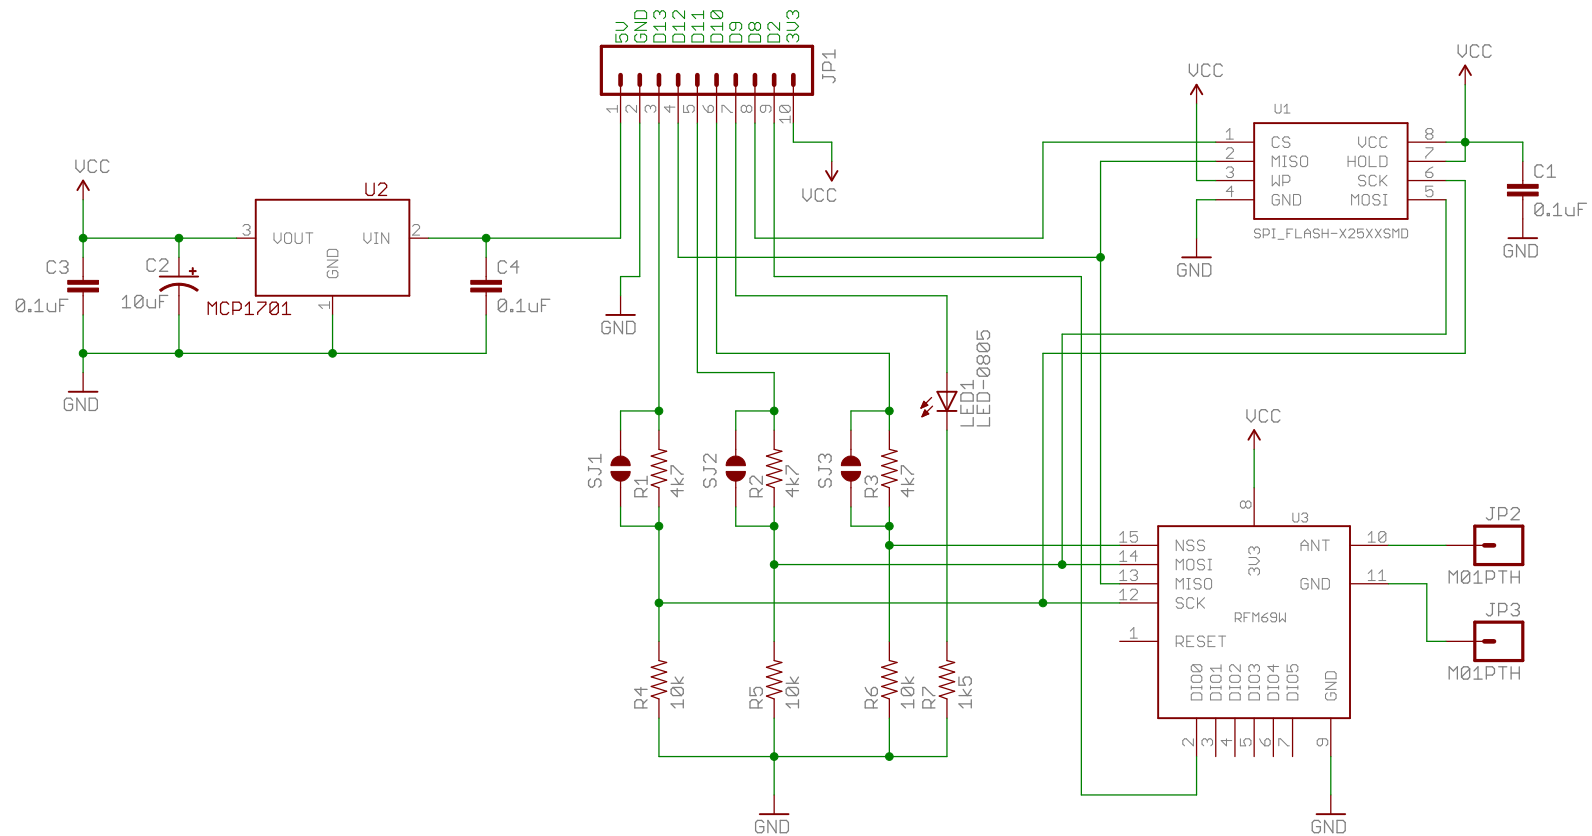 5V
GND
D13
D12
D11
D10
D9
D8
D2
3V3
JP1
1
2
3
4
5
6
7
8
9
10
VCC
VCC
U2
3
VOUT
VIN
2
GND
1
MCP1701
C3
0.1uF
C2
+
10uF
C4
0.1uF
GND
GND
VCC
VCC
U1
1
CS
VCC
8
2
MISO
HOLD
7
3
WP
SCK
6
4
GND
MOSI
5
SPI_FLASH-X25XXSMD
C1
0.1uF
GND
GND
LED1
LED-0805
SJ1
R1
4k7
SJ2
R2
4k7
SJ3
R3
4k7
R4
10k
R5
10k
R6
10k
R7
1k5
GND
VCC
8
U3
15
NSS
3V3
ANT
10
14
MOSI
13
MISO
GND
11
12
SCK
RFM69W
1
RESET
DIO0
DIO1
DIO2
DIO3
DIO4
DIO5
GND
2
3
4
5
6
7
9
GND
JP2
M01PTH
JP3
M01PTH